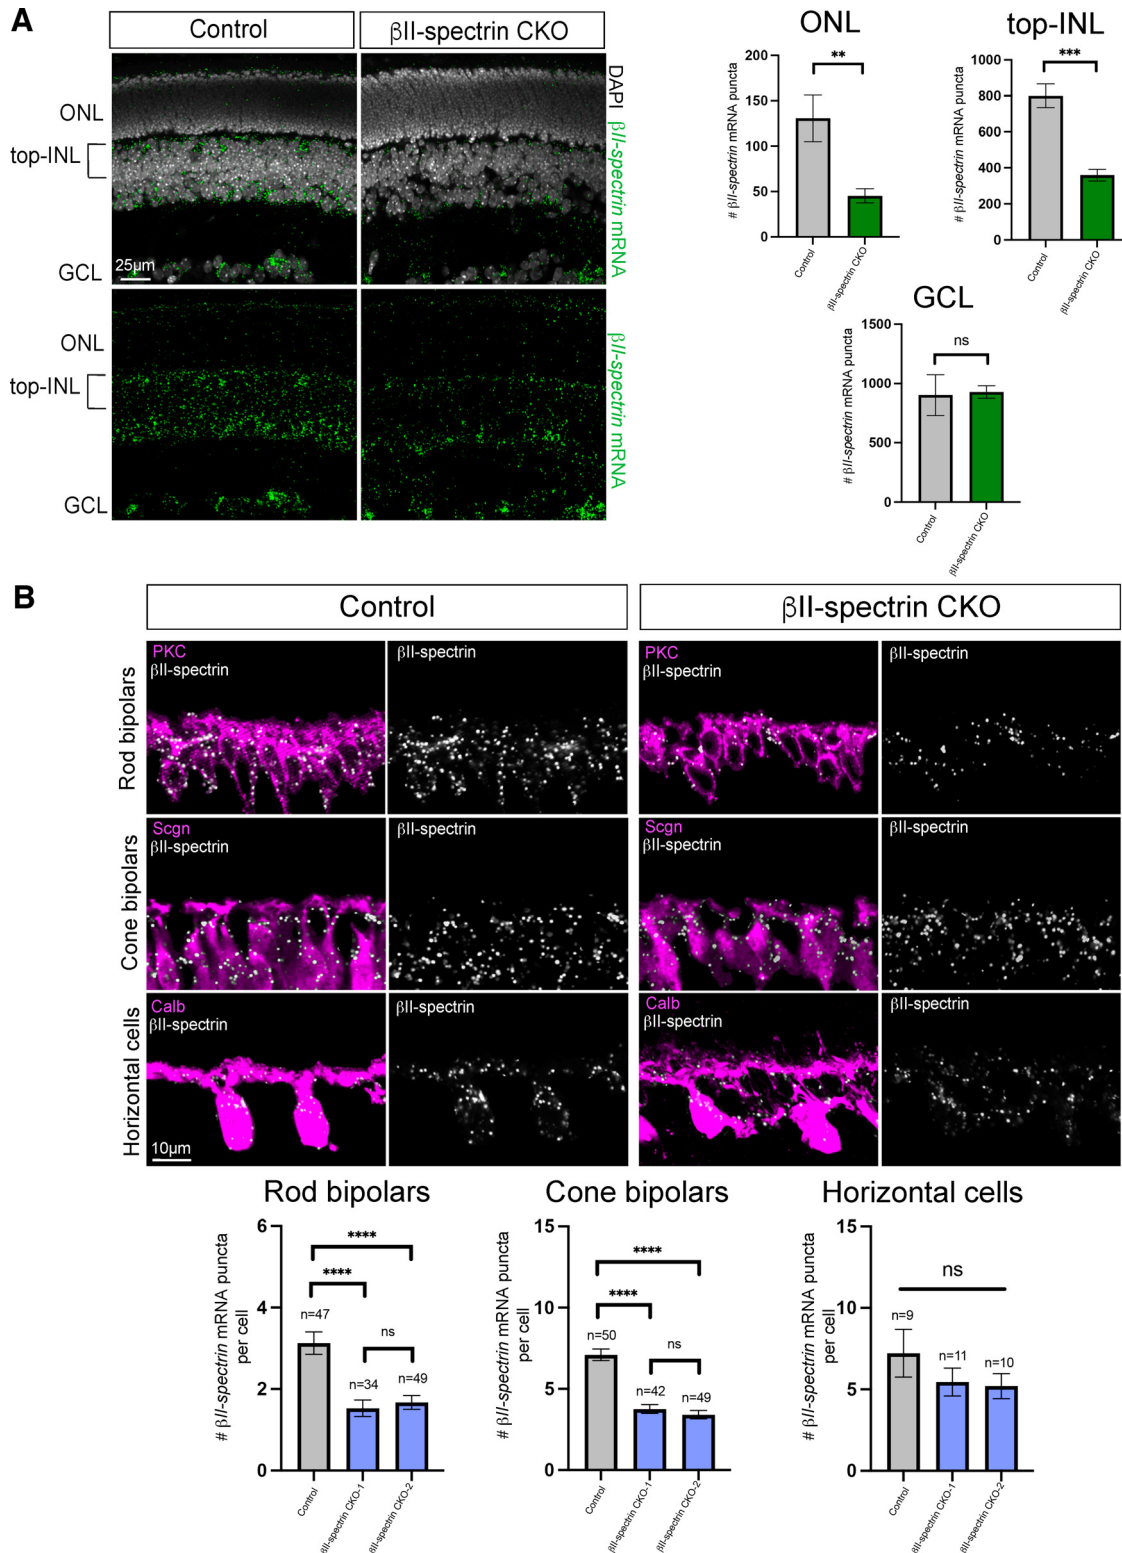 A
Control
βII-spectrin CKO
ONL
top-INL
GCL
25µm
DAPI βII-spectrin mRNA
ONL
top-INL
GCL
βII-spectrin mRNA
ONL
# βII-spectrin mRNA puncta
200
150
100
50
0
**
Control
βII-spectrin CKO
top-INL
# βII-spectrin mRNA puncta
1000
800
600
400
200
0
***
Control
βII-spectrin CKO
GCL
# βII-spectrin mRNA puncta
1500
1000
500
0
ns
Control
βII-spectrin CKO
B
Control
βII-spectrin CKO
Rod bipolars
PKC
βII-spectrin
βII-spectrin
PKC
βII-spectrin
βII-spectrin
Cone bipolars
Scgn
βII-spectrin
βII-spectrin
Scgn
βII-spectrin
βII-spectrin
Horizontal cells
Calb
βII-spectrin
10µm
βII-spectrin
Calb
βII-spectrin
βII-spectrin
Rod bipolars
# βII-spectrin mRNA puncta
per cell
6
4
2
0
****
****
ns
n=47
n=34
n=49
Control
βII-spectrin CKO-1
βII-spectrin CKO-2
Cone bipolars
# βII-spectrin mRNA puncta
per cell
15
10
5
0
****
****
ns
n=50
n=42
n=49
Control
βII-spectrin CKO-1
βII-spectrin CKO-2
Horizontal cells
# βII-spectrin mRNA puncta
per cell
15
10
5
0
ns
n=9
n=11
n=10
Control
βII-spectrin CKO-1
βII-spectrin CKO-2